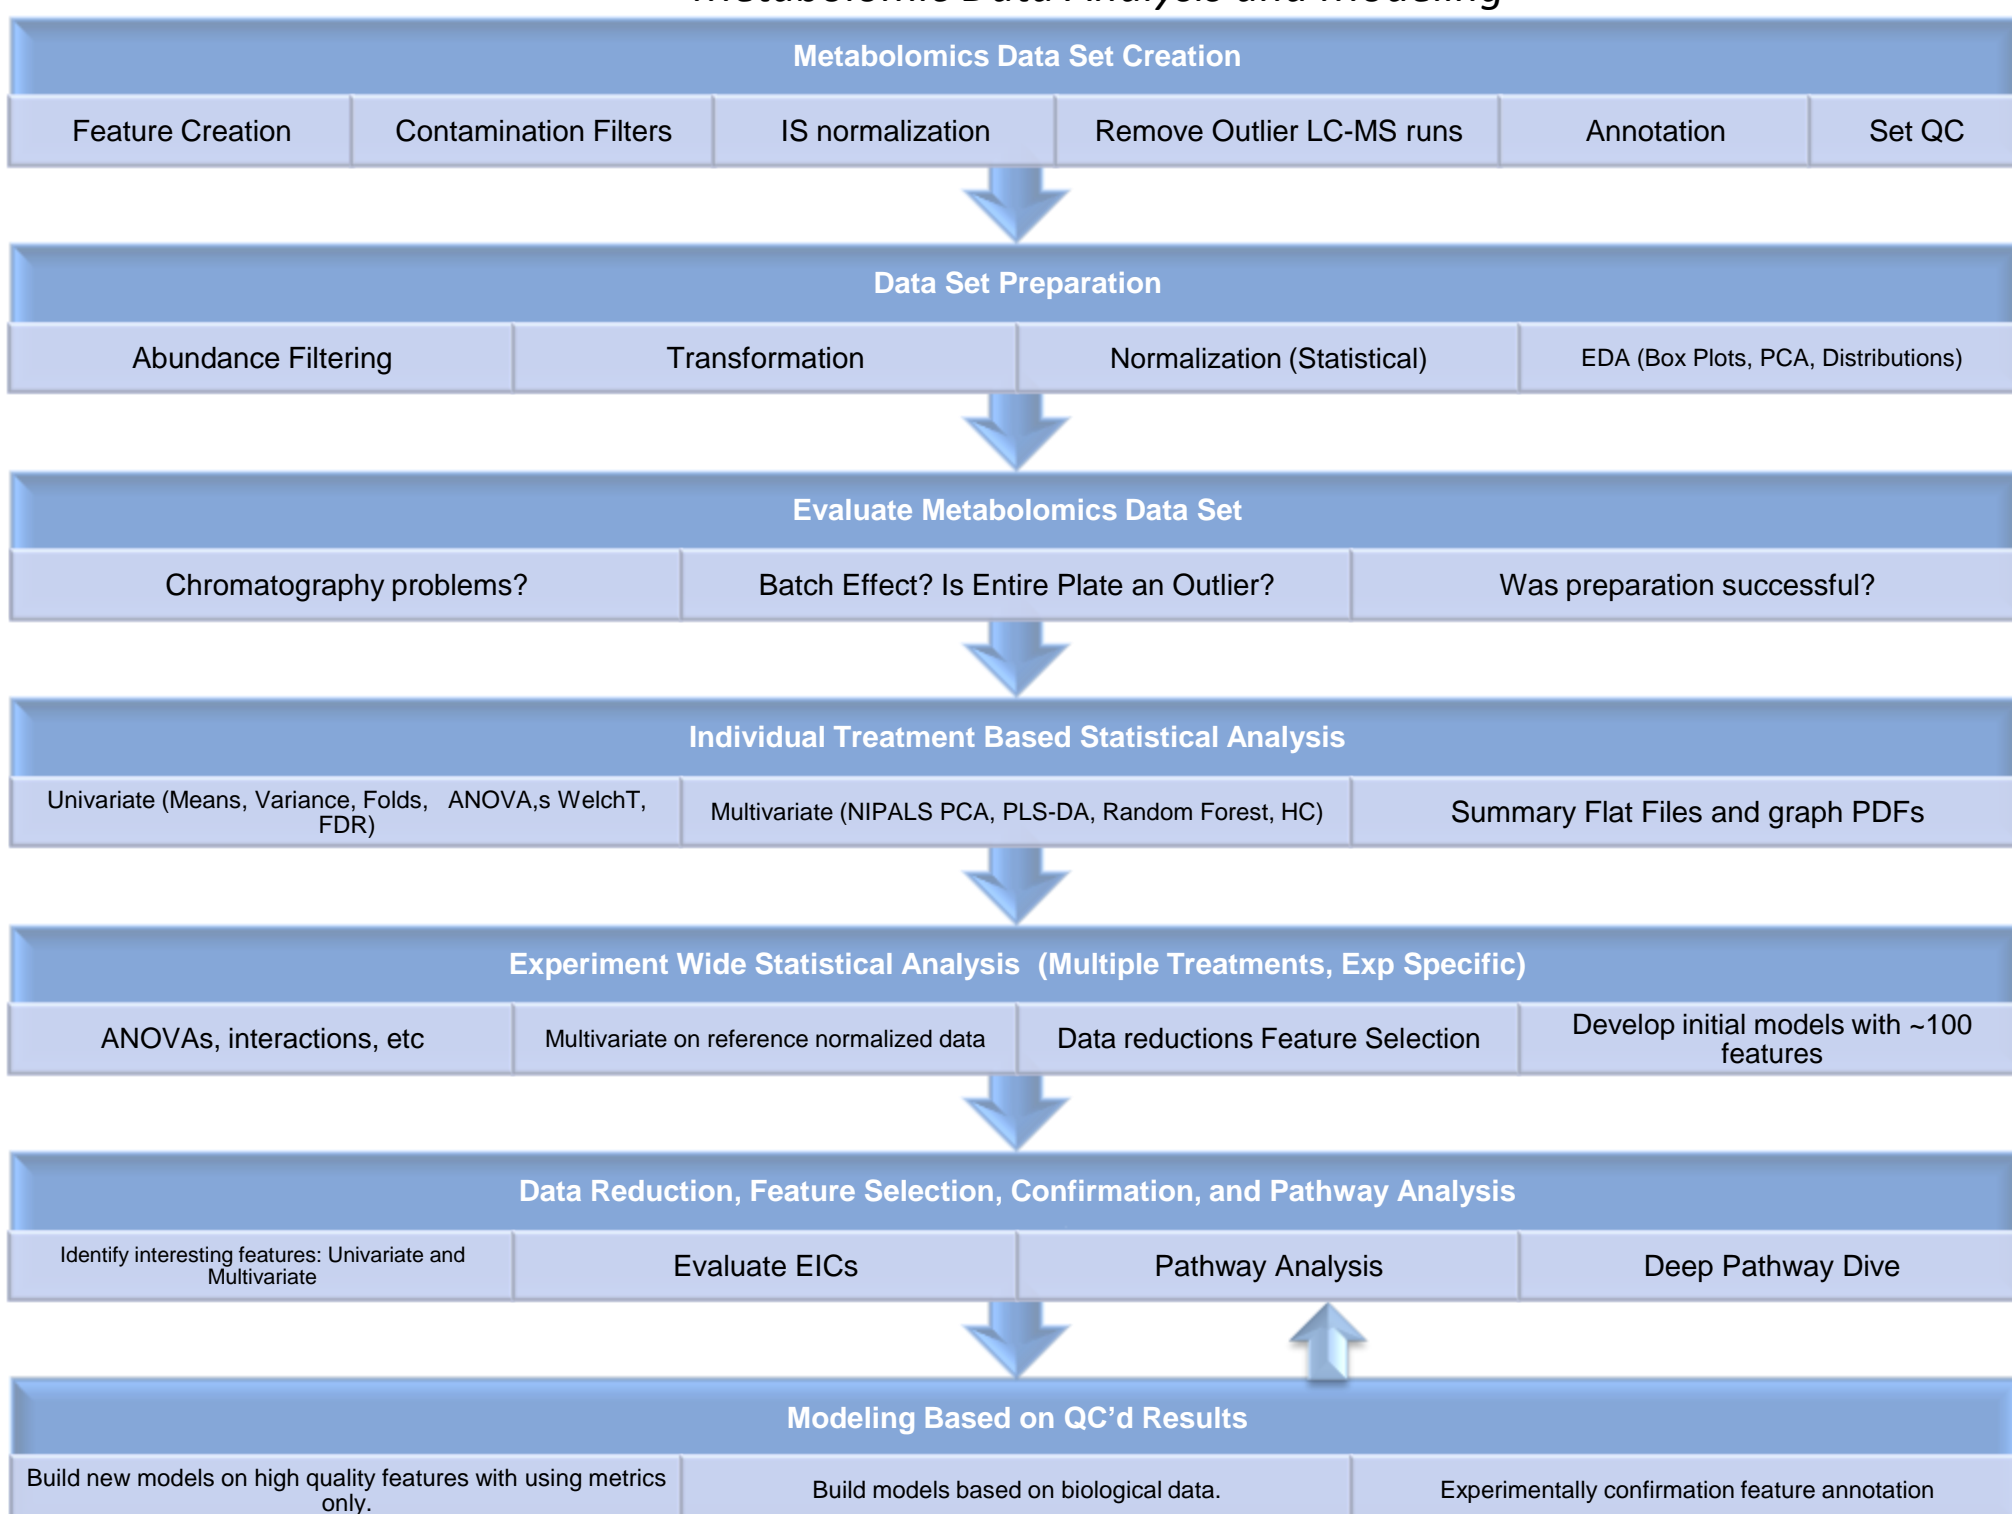 Metabolomic Data Analysis and Modeling
Metabolomics Data Set Creation
Feature Creation
Contamination Filters
IS normalization
Remove Outlier LC-MS runs
Annotation
Set QC
Data Set Preparation
Abundance Filtering
Transformation
Normalization (Statistical)
EDA (Box Plots, PCA, Distributions)
Evaluate Metabolomics Data Set
Chromatography problems?
Batch Effect? Is Entire Plate an Outlier?
Was preparation successful?
Individual Treatment Based Statistical Analysis
Univariate (Means, Variance, Folds,   ANOVA,s WelchT,
FDR)
Multivariate (NIPALS PCA, PLS-DA, Random Forest, HC)
Summary Flat Files and graph PDFs
Experiment Wide Statistical Analysis  (Multiple Treatments, Exp Specific)
ANOVAs, interactions, etc
Multivariate on reference normalized data
Data reductions Feature Selection
Develop initial models with ~100
features
Data Reduction, Feature Selection, Confirmation, and Pathway Analysis
Identify interesting features: Univariate and
Multivariate
Evaluate EICs
Pathway Analysis
Deep Pathway Dive
Modeling Based on QC’d Results
Build new models on high quality features with using metrics
only.
Build models based on biological data.
Experimentally confirmation feature annotation